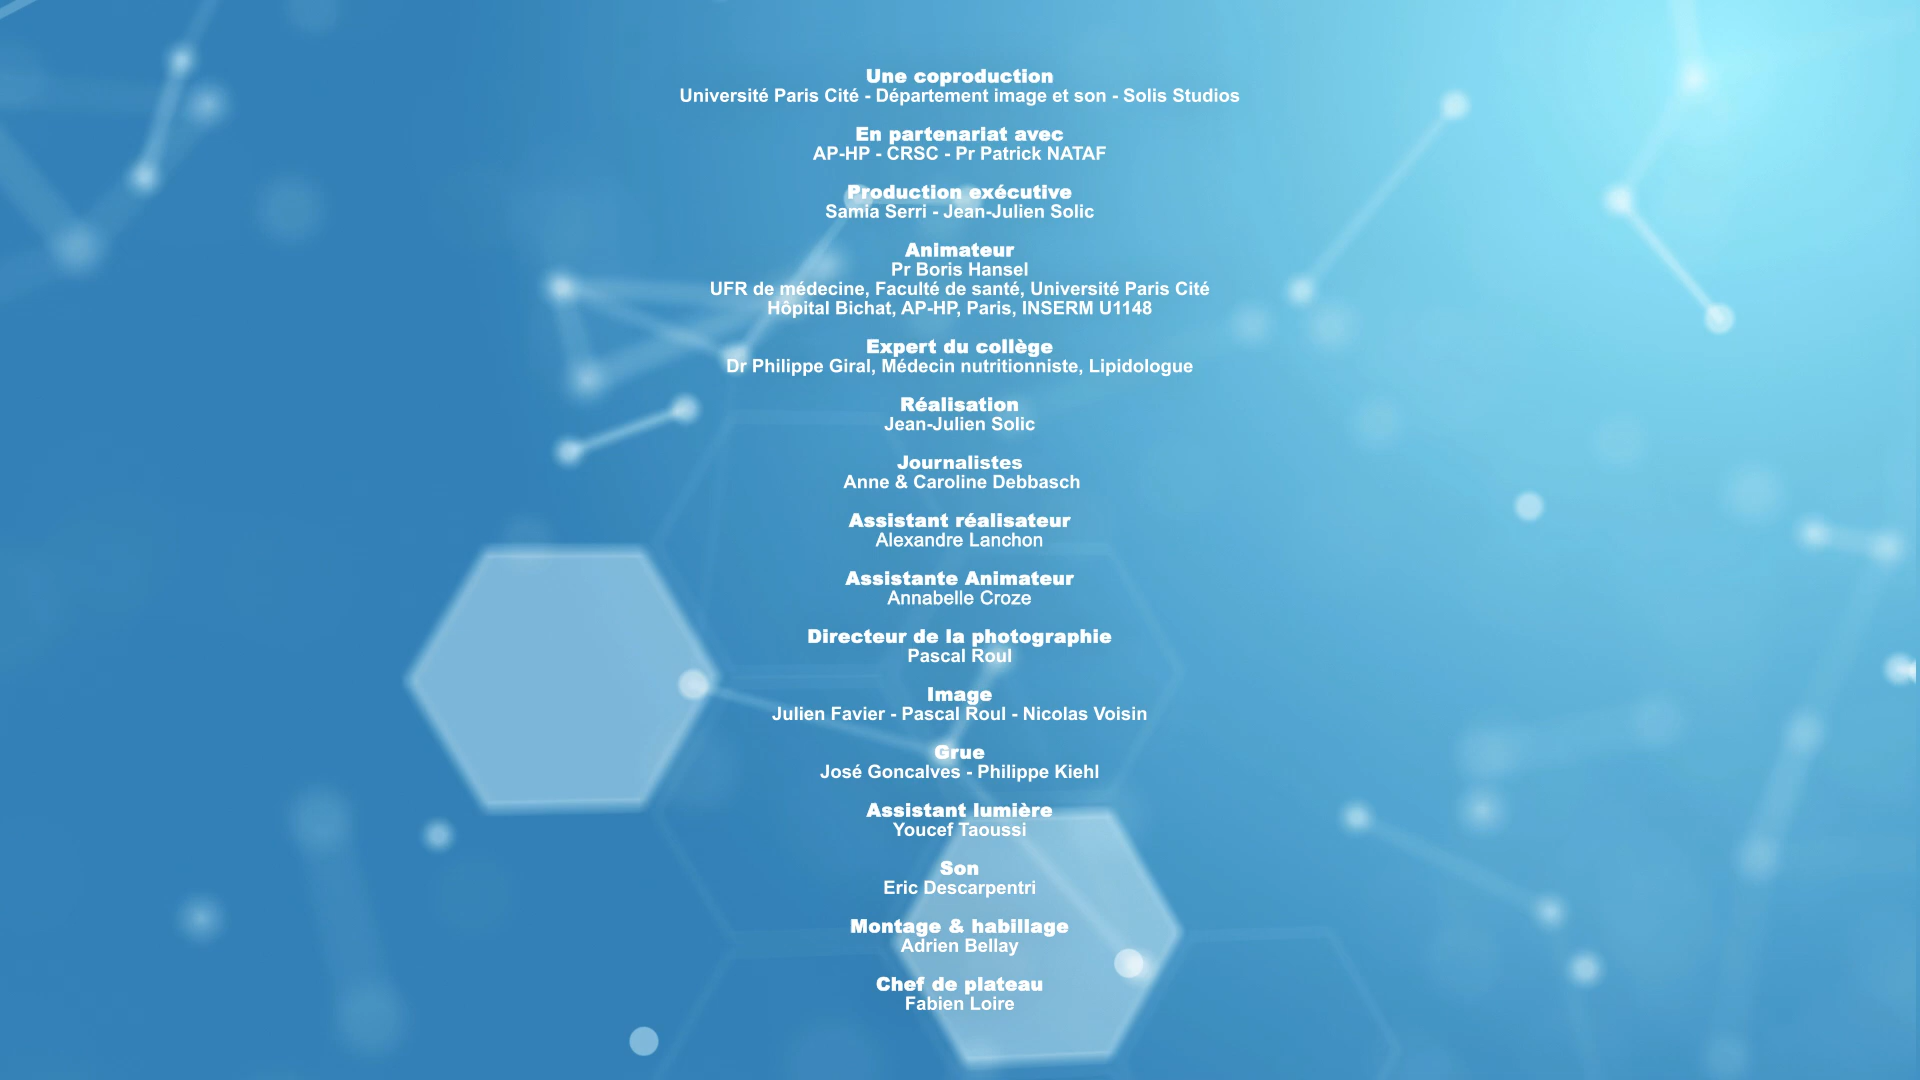 Une coproduction
Université Paris Cité - Département image et son - Solis Studios
En partenariat avec
AP-HP - CRSC - Pr Patrick NATAF
Production exécutive
Samia Serri - Jean-Julien Solic
Animateur
Pr Boris Hansel
UFR de médecine, Faculté de santé, Université Paris Cité
Hôpital Bichat, AP-HP, Paris, INSERM U1148
Expert du collège
Dr Philippe Giral, Médecin nutritionniste, Lipidologue
Réalisation
Jean-Julien Solic
Journalistes
Anne & Caroline Debbasch
Assistant réalisateur
Alexandre Lanchon
Assistante Animateur
Annabelle Croze
Directeur de la photographie
Pascal Roul
Image
Julien Favier - Pascal Roul - Nicolas Voisin
Grue
José Goncalves - Philippe Kiehl
Assistant lumière
Youcef Taoussi
Son
Eric Descarpentri
Montage & habillage
Adrien Bellay
Chef de plateau
Fabien Loire